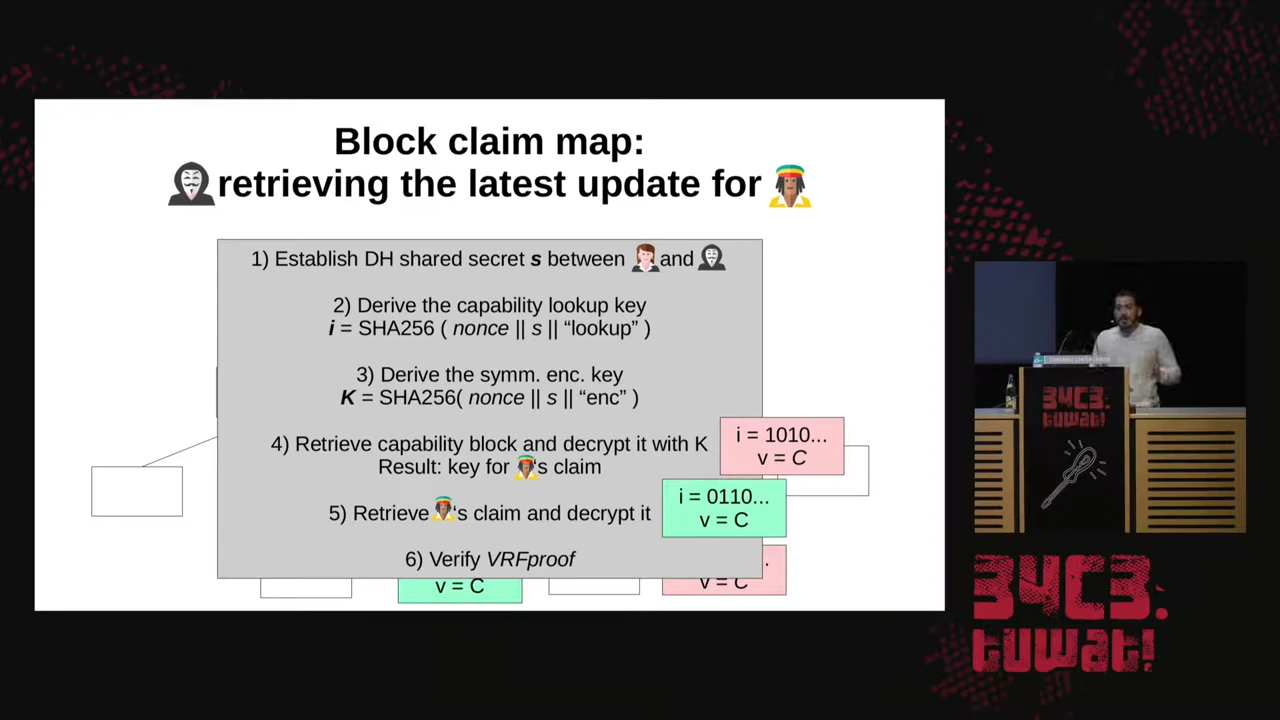 Block claim map:
retrieving the latest update for
1) Establish DH shared secret s between and
2) Derive the capability lookup key
i = SHA256 ( nonce || s || “lookup” )
3) Derive the symm. enc. key
K = SHA256( nonce || s || “enc” )
4) Retrieve capability block and decrypt it with K
Result: key for ‘s claim
i = 1010...
v = C
5) Retrieve ‘s claim and decrypt it
i = 0110...
v = C
6) Verify VRFproof
v = C
v = C
34C3.
tuwat!
34C3.
tuwat!